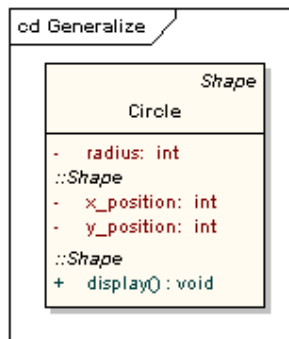 cd Generalize
Shape
Circle
- radius: int
::Shape
- x_position: int
- y_position: int
::Shape
+ display() : void